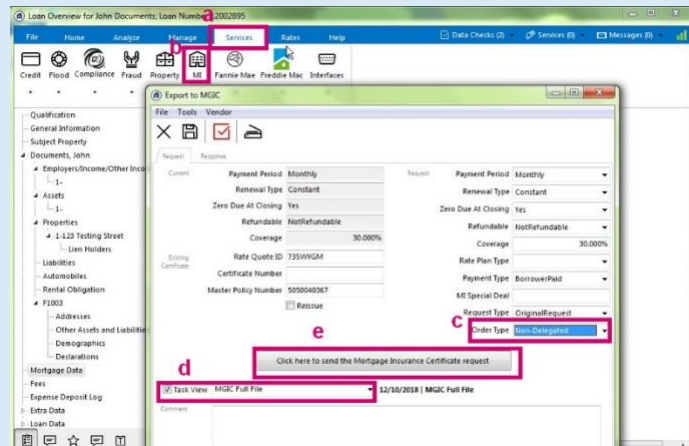 a
Loan Overview for John Documents, Loan Number: 2002895
File Home Analyze Manage Services Rates Help Data Checks (2) Services (0) Messages (0)
b
Credit Flood Compliance Fraud Property MI Fannie Mae Freddie Mac Interfaces
Export to MGIC
File Tools Vendor
Request Response
Qualification
General Information
Subject Property
Documents, John
Employers/Income/Other Inco
1-
Assets
1-
Properties
1-123 Testing Street
Lien Holders
Liabilities
Automobiles
Rental Obligation
F1003
Addresses
Other Assets and Liabilitie
Demographics
Declarations
Mortgage Data
Fees
Expense Deposit Log
Extra Data
Loan Data
Current Payment Period Monthly
Renewal Type Constant
Zero Due At Closing Yes
Refundable NotRefundable
Coverage 30.000%
Existing Certificate
Rate Quote ID 735WYGM
Certificate Number
Master Policy Number 5050040367
Reissue
Request Payment Period Monthly
Renewal Type Constant
Zero Due At Closing Yes
Refundable NotRefundable
Coverage 30.000%
Rate Plan Type
Payment Type BorrowerPaid
MI Special Deal
Request Type OriginalRequest
c
Order Type Non-Delegated
e
Click here to send the Mortgage Insurance Certificate request
d
Task View MGIC Full File 12/10/2018 | MGIC Full File
Comment